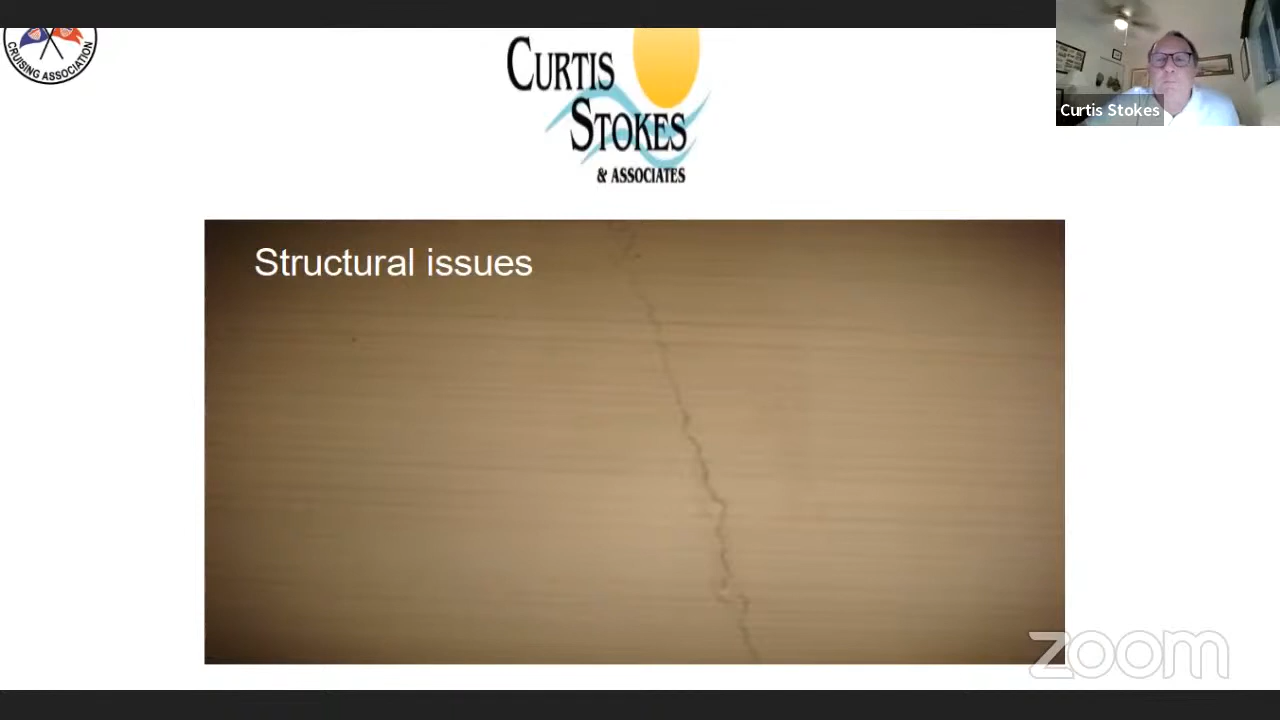 CRUISING ASSOCIATION
CURTIS
STOKES
& ASSOCIATES
Curtis Stokes
Structural issues
zoom